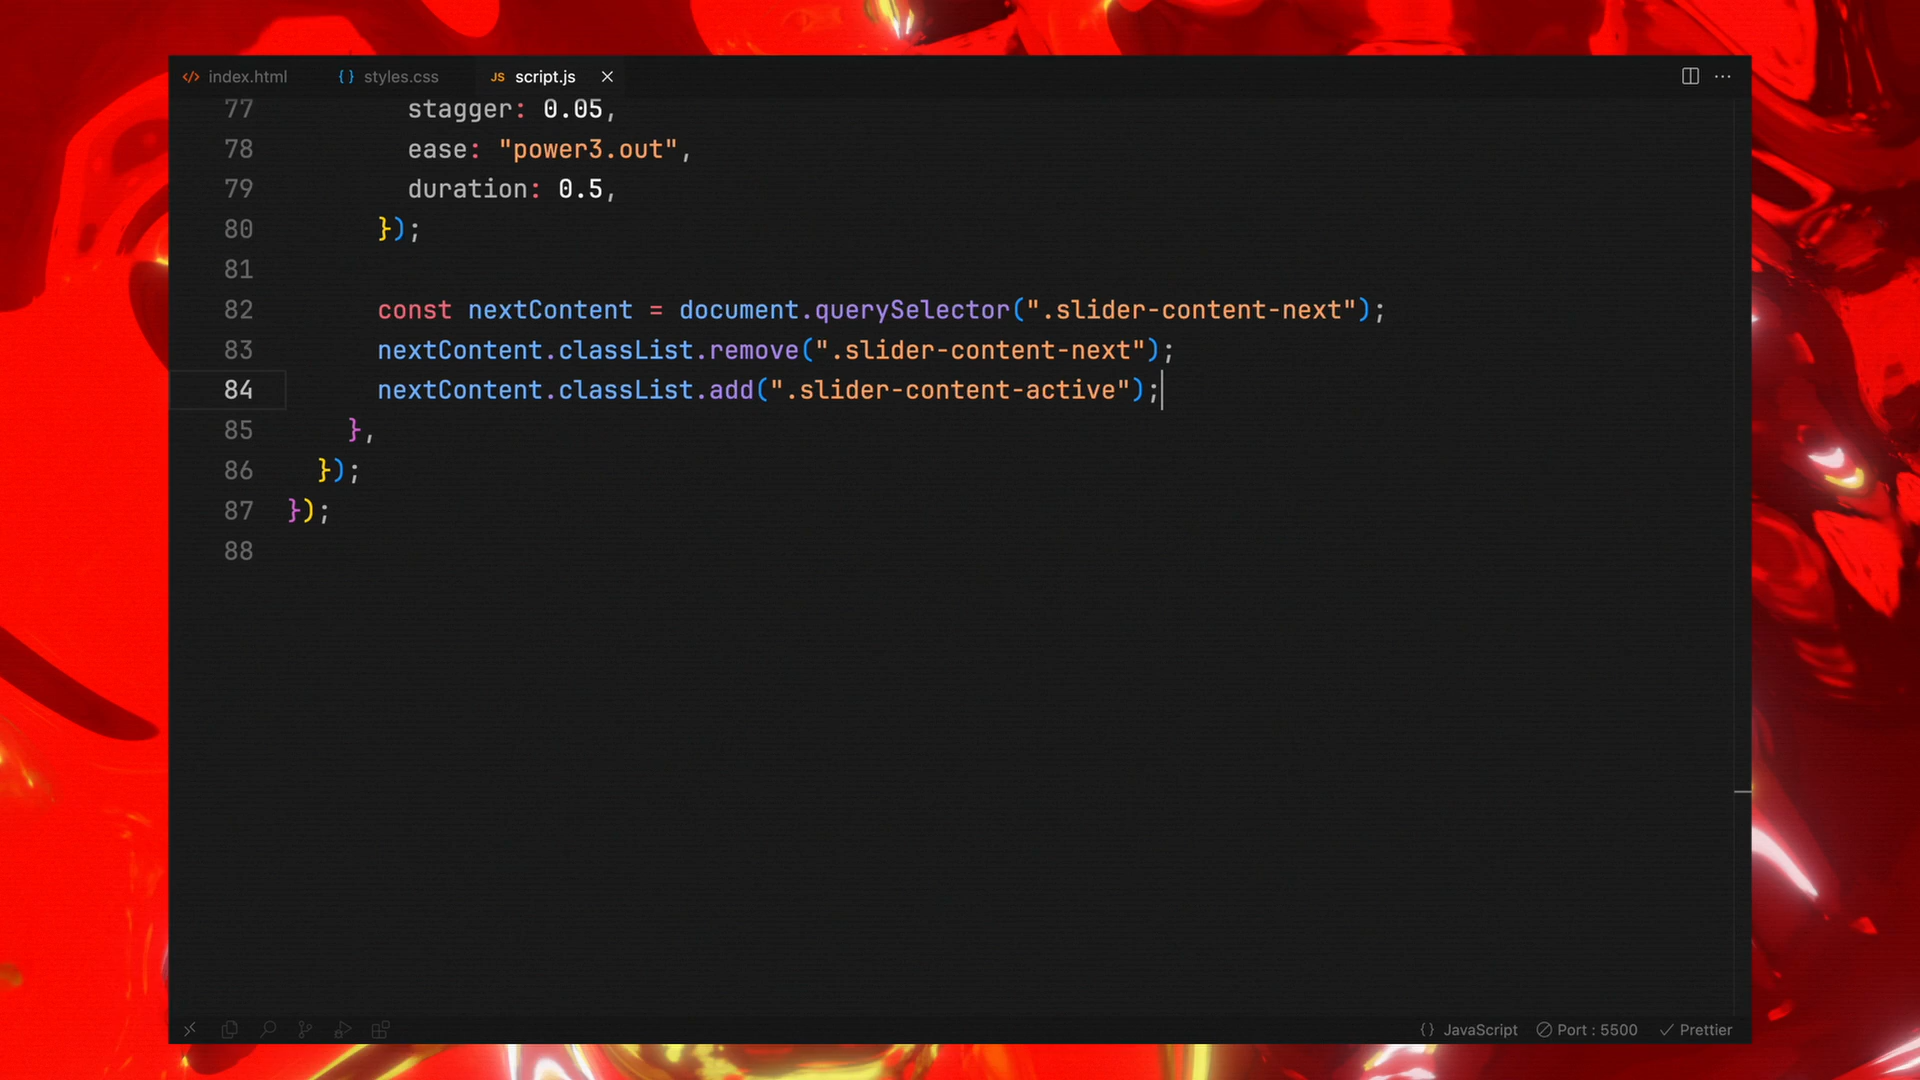 index.html
{ } styles.css
JS script.js
77 stagger: 0.05,
78 ease: "power3.out",
79 duration: 0.5,
80 });
81
82 const nextContent = document.querySelector(".slider-content-next");
83 nextContent.classList.remove(".slider-content-next");
84 nextContent.classList.add(".slider-content-active");
85 },
86 });
87 });
88
{ } JavaScript Port : 5500 Prettier